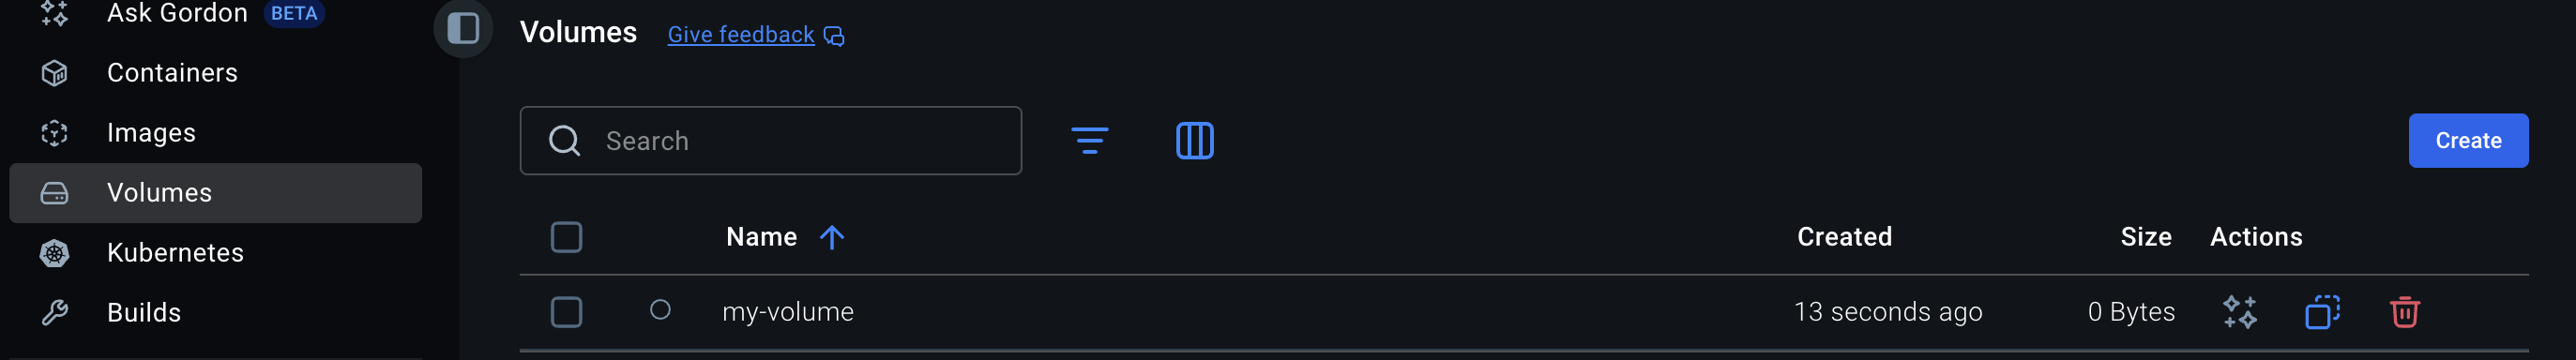 Ask Gordon BETA
Containers
Images
Volumes
Kubernetes
Builds
Volumes Give feedback
Search
Create
Name Created Size Actions
my-volume 13 seconds ago 0 Bytes